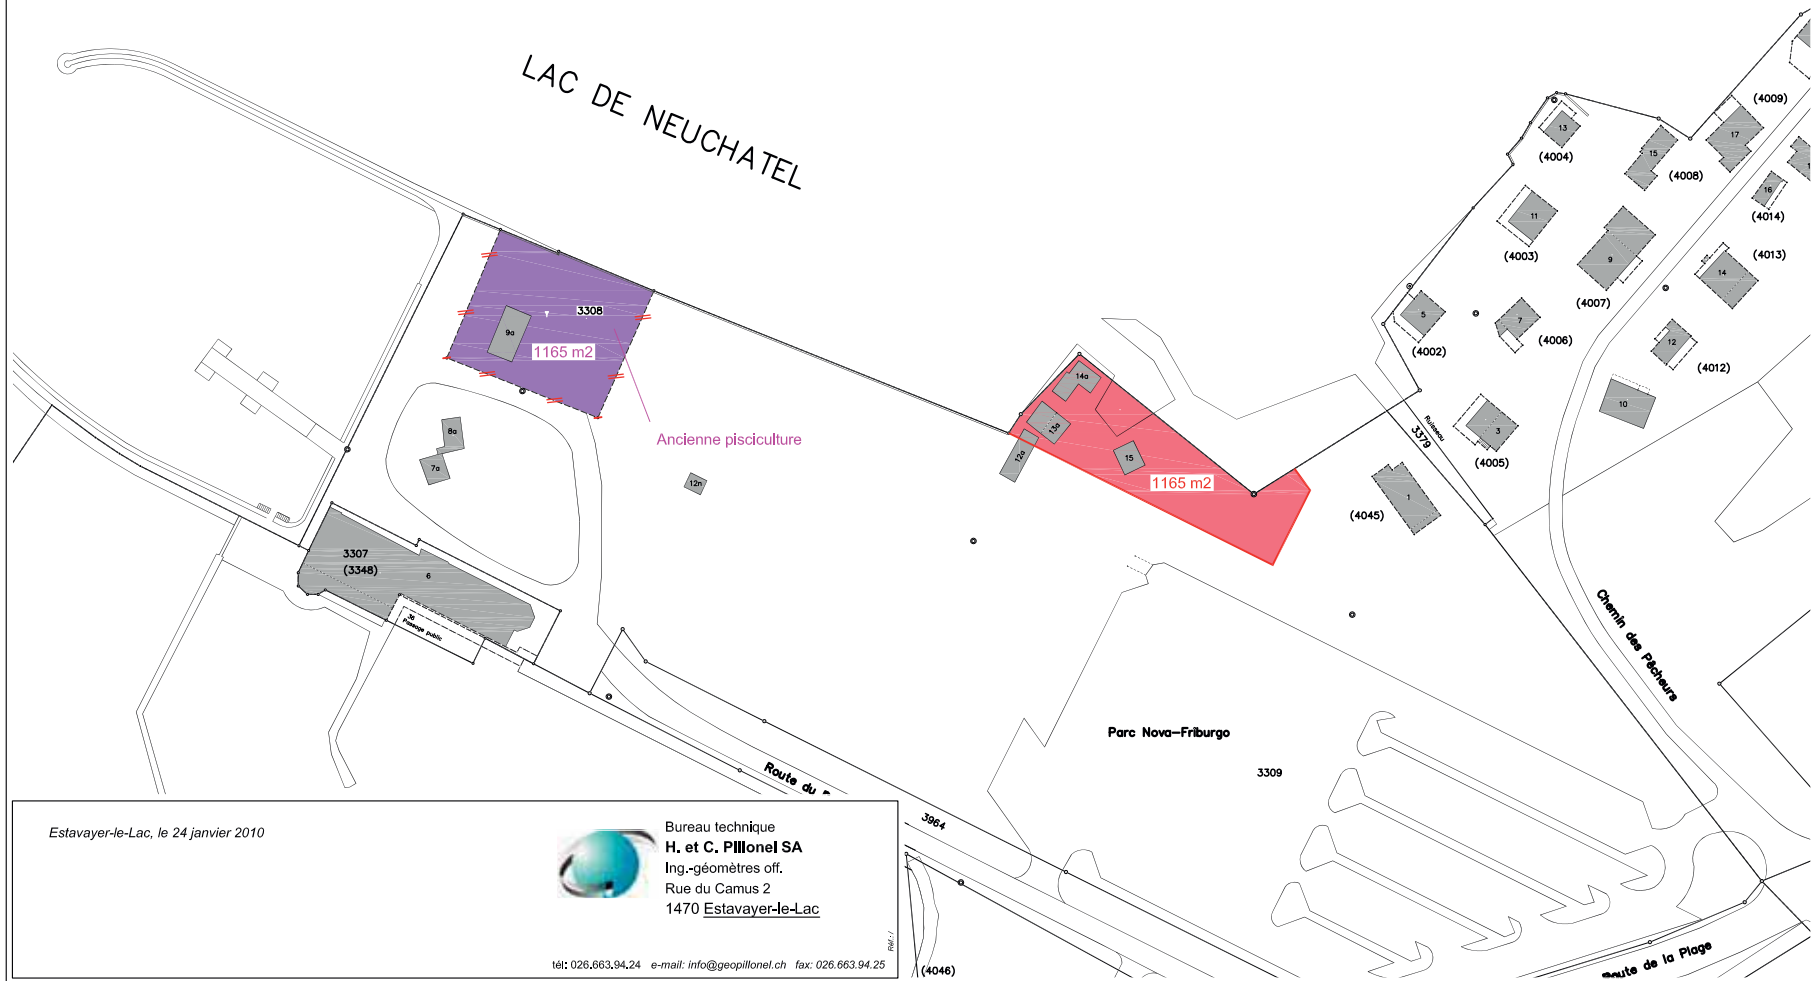 LAC DE NEUCHATEL
3308
9a
1165 m2
Ancienne pisciculture
8a
7a
12n
3307
(3348)
6
36
Passage public
14a
13a
12a
15
1165 m2
13
(4004)
15
(4008)
17
(4009)
16
(4014)
11
(4003)
9
(4007)
14
(4013)
5
(4002)
7
(4006)
12
(4012)
10
3
(4005)
Ruisseau
3379
1
(4045)
Chemin des Pêcheurs
Parc Nova-Friburgo
3309
Route du
3964
(4046)
Route de la Plage
Estavayer-le-Lac, le 24 janvier 2010
Bureau technique
H. et C. Pillonel SA
Ing.-géomètres off.
Rue du Camus 2
1470 Estavayer-le-Lac
Réf.: /
tél: 026.663.94.24 e-mail: info@geopillonel.ch fax: 026.663.94.25